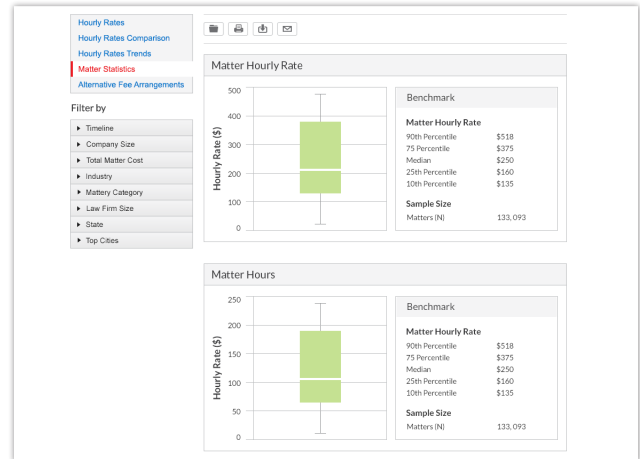 Hourly Rates
Hourly Rates Comparison
Hourly Rates Trends
Matter Statistics
Alternative Fee Arrangements
Filter by
Timeline
Company Size
Total Matter Cost
Industry
Mattery Category
Law Firm Size
State
Top Cities
Matter Hourly Rate
Hourly Rate ($)
500
400
300
200
100
0
Benchmark
Matter Hourly Rate
90th Percentile $518
75 Percentile $375
Median $250
25th Percentile $160
10th Percentile $135
Sample Size
Matters (N) 133,093
Matter Hours
Hourly Rate ($)
250
200
150
100
50
0
Benchmark
Matter Hourly Rate
90th Percentile $518
75 Percentile $375
Median $250
25th Percentile $160
10th Percentile $135
Sample Size
Matters (N) 133,093